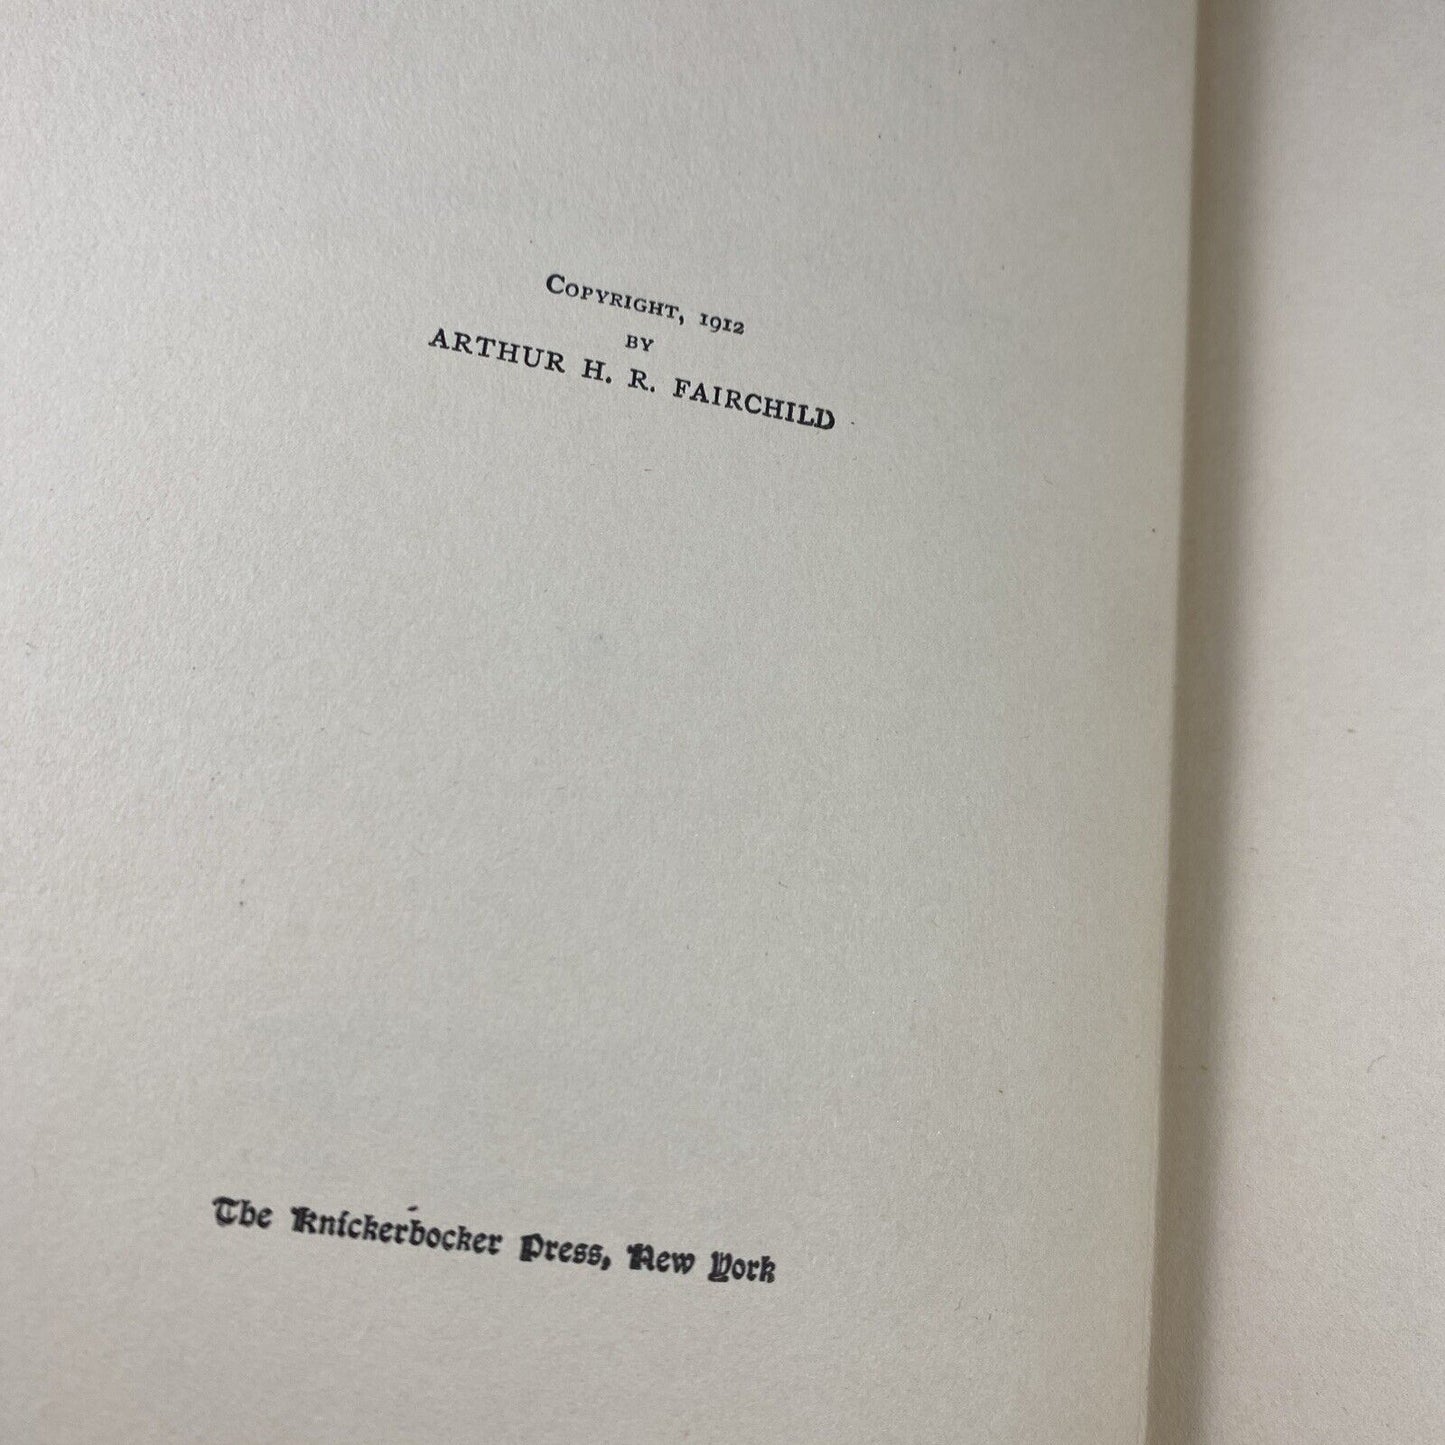 COPYRIGHT, 1912
BY
ARTHUR H. R. FAIRCHILD
The Knickerbocker Press, New York